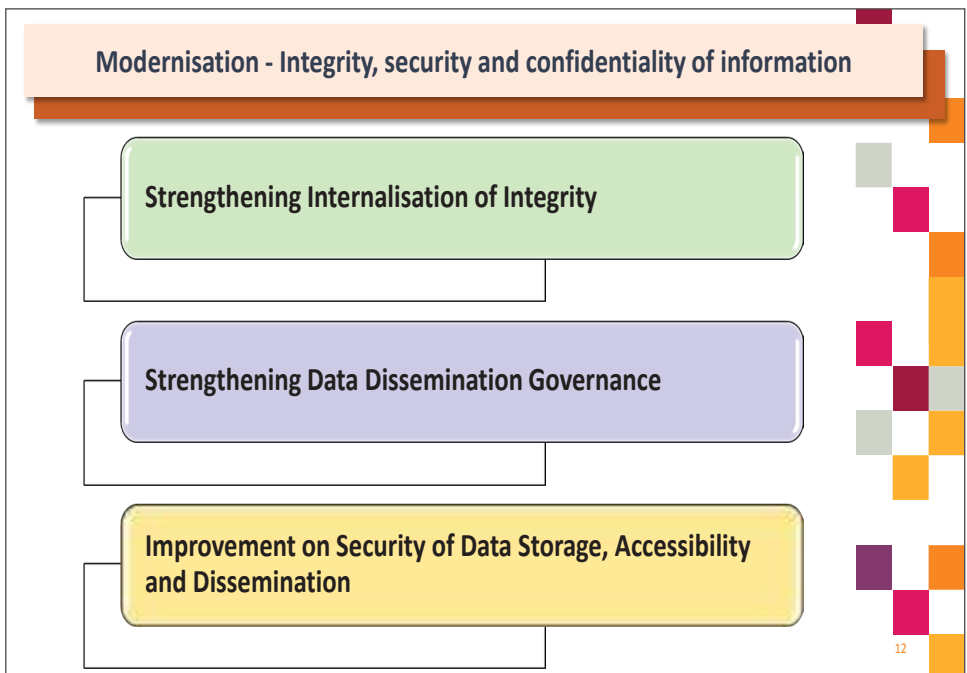 Modernisation - Integrity, security and confidentiality of information
Strengthening Internalisation of Integrity
Strengthening Data Dissemination Governance
Improvement on Security of Data Storage, Accessibility
and Dissemination
12